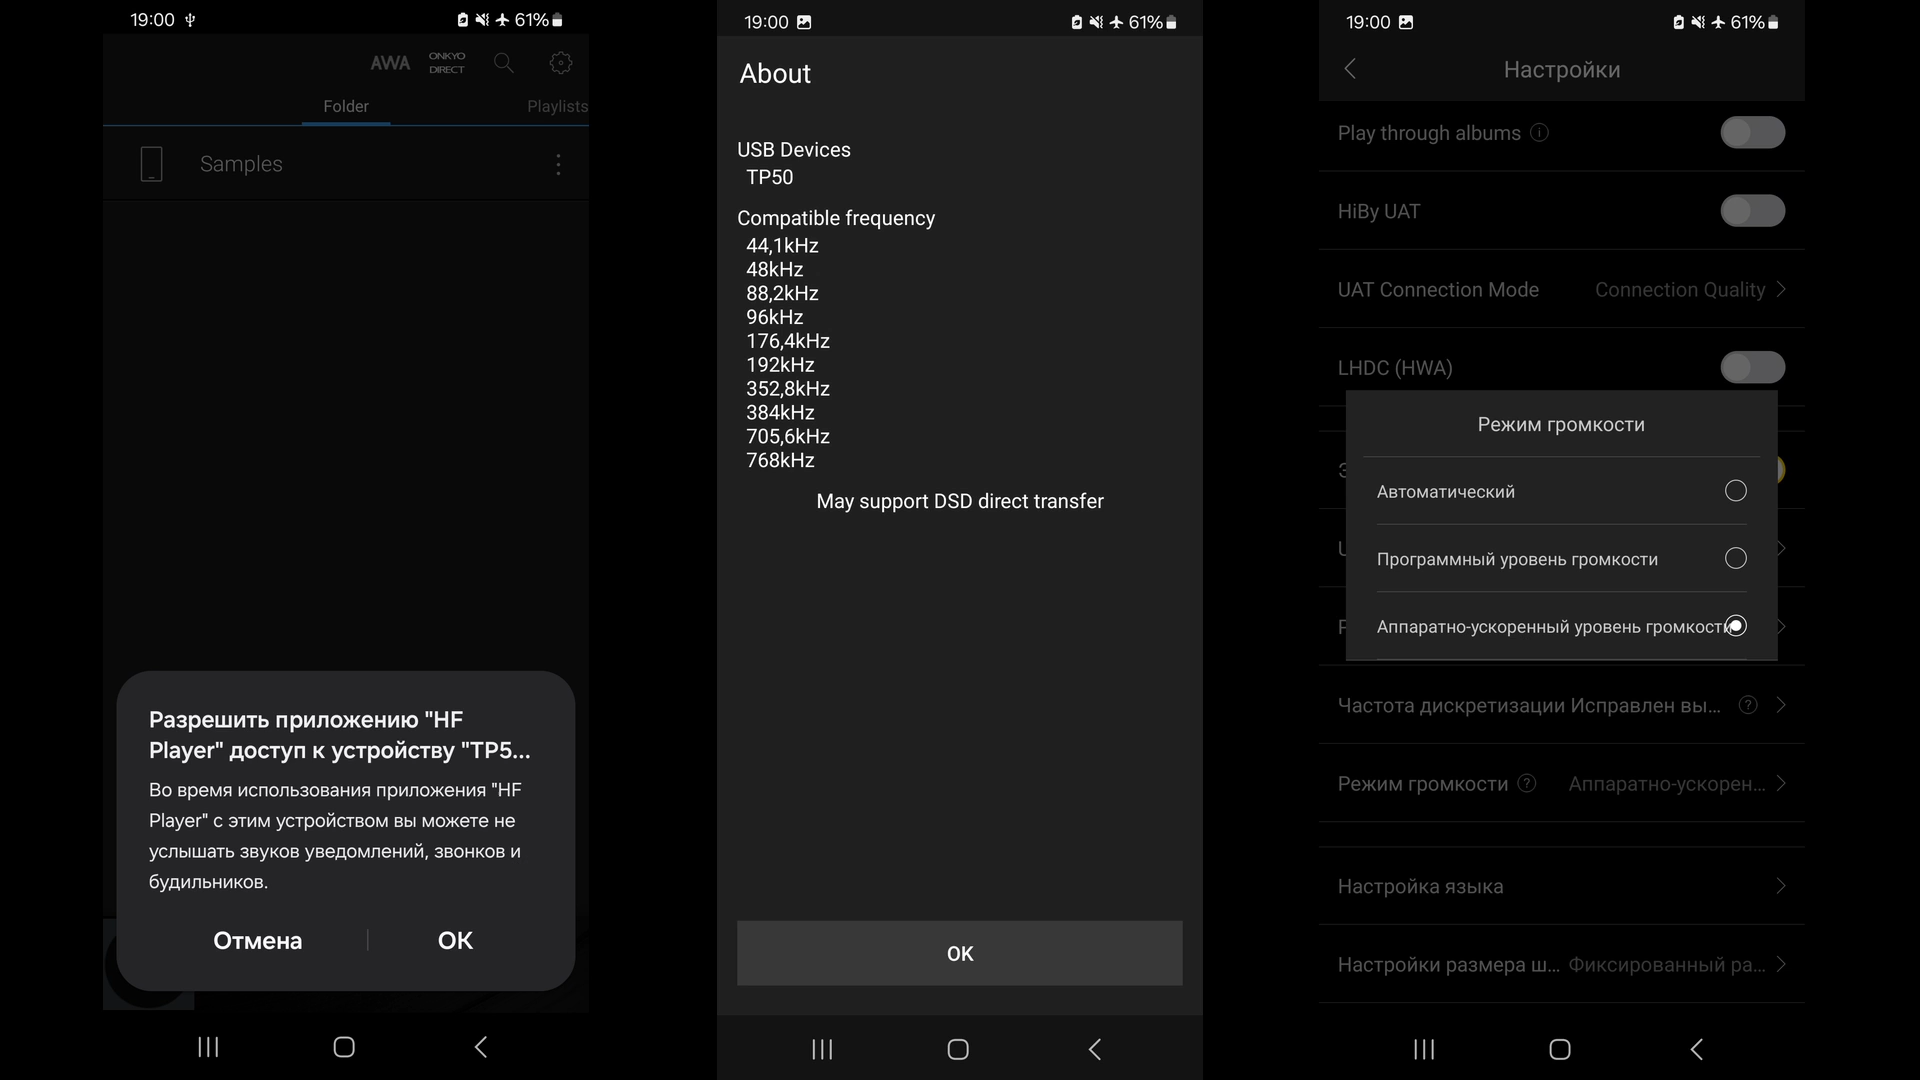 19:00
61%
AWA
ONKYO
DIRECT
Folder
Playlists
Samples
Разрешить приложению "HF
Player" доступ к устройству "TP5...
Во время использования приложения "HF
Player" с этим устройством вы можете не
услышать звуков уведомлений, звонков и
будильников.
Отмена
ОК
19:00
61%
About
USB Devices
TP50
Compatible frequency
44,1kHz
48kHz
88,2kHz
96kHz
176,4kHz
192kHz
352,8kHz
384kHz
705,6kHz
768kHz
May support DSD direct transfer
OK
19:00
61%
Настройки
Play through albums
HiBy UAT
UAT Connection Mode Connection Quality
LHDC (HWA)
Режим громкости
Автоматический
Программный уровень громкости
Аппаратно-ускоренный уровень громкости
Частота дискретизации Исправлен вы...
Режим громкости Аппаратно-ускорен...
Настройка языка
Настройки размера ш... Фиксированный ра...